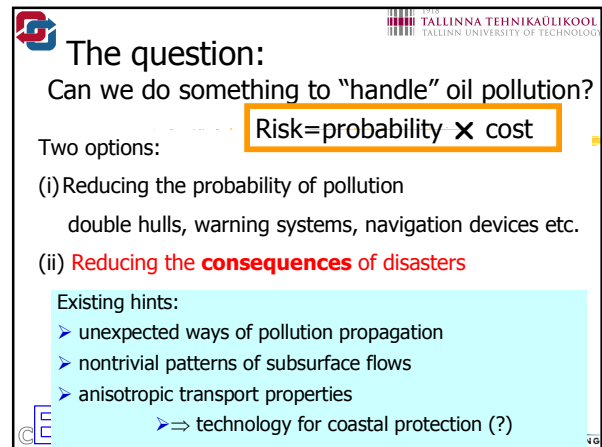 1918
TALLINNA TEHNIKAÜLIKOOL
TALLINN UNIVERSITY OF TECHNOLOGY
The question:
Can we do something to “handle” oil pollution?
Risk=probability × cost
Two options:
(i) Reducing the probability of pollution
double hulls, warning systems, navigation devices etc.
(ii) Reducing the consequences of disasters
Existing hints:
➢ unexpected ways of pollution propagation
➢ nontrivial patterns of subsurface flows
➢ anisotropic transport properties
➢⇒ technology for coastal protection (?)
©